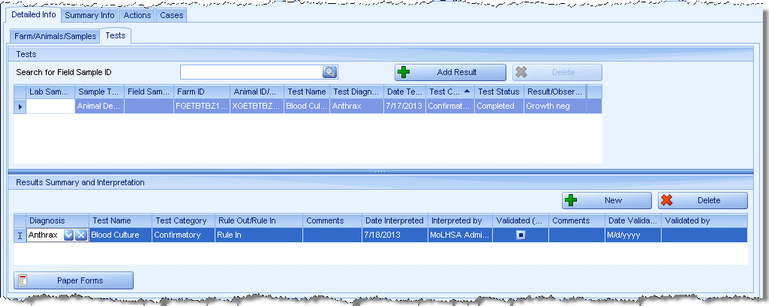 Detailed Info Summary Info Actions Cases
Farm/Animals/Samples Tests
Tests
Search for Field Sample ID Add Result Delete
Lab Sam... Sample T... Field Sam... Farm ID Animal ID/... Test Name Test Diagn... Date Te... Test C... Test Status Result/Obser...
Animal De... FGETBTBZ1... XGETBTBZ... Blood Cul... Anthrax 7/17/2013 Confirmat... Completed Growth neg
Results Summary and Interpretation
New Delete
Diagnosis Test Name Test Category Rule Out/Rule In Comments Date Interpreted Interpreted by Validated (... Comments Date Valida... Validated by
Anthrax Blood Culture Confirmatory Rule In 7/18/2013 MoLHSA Admi... M/d/yyyy
Paper Forms